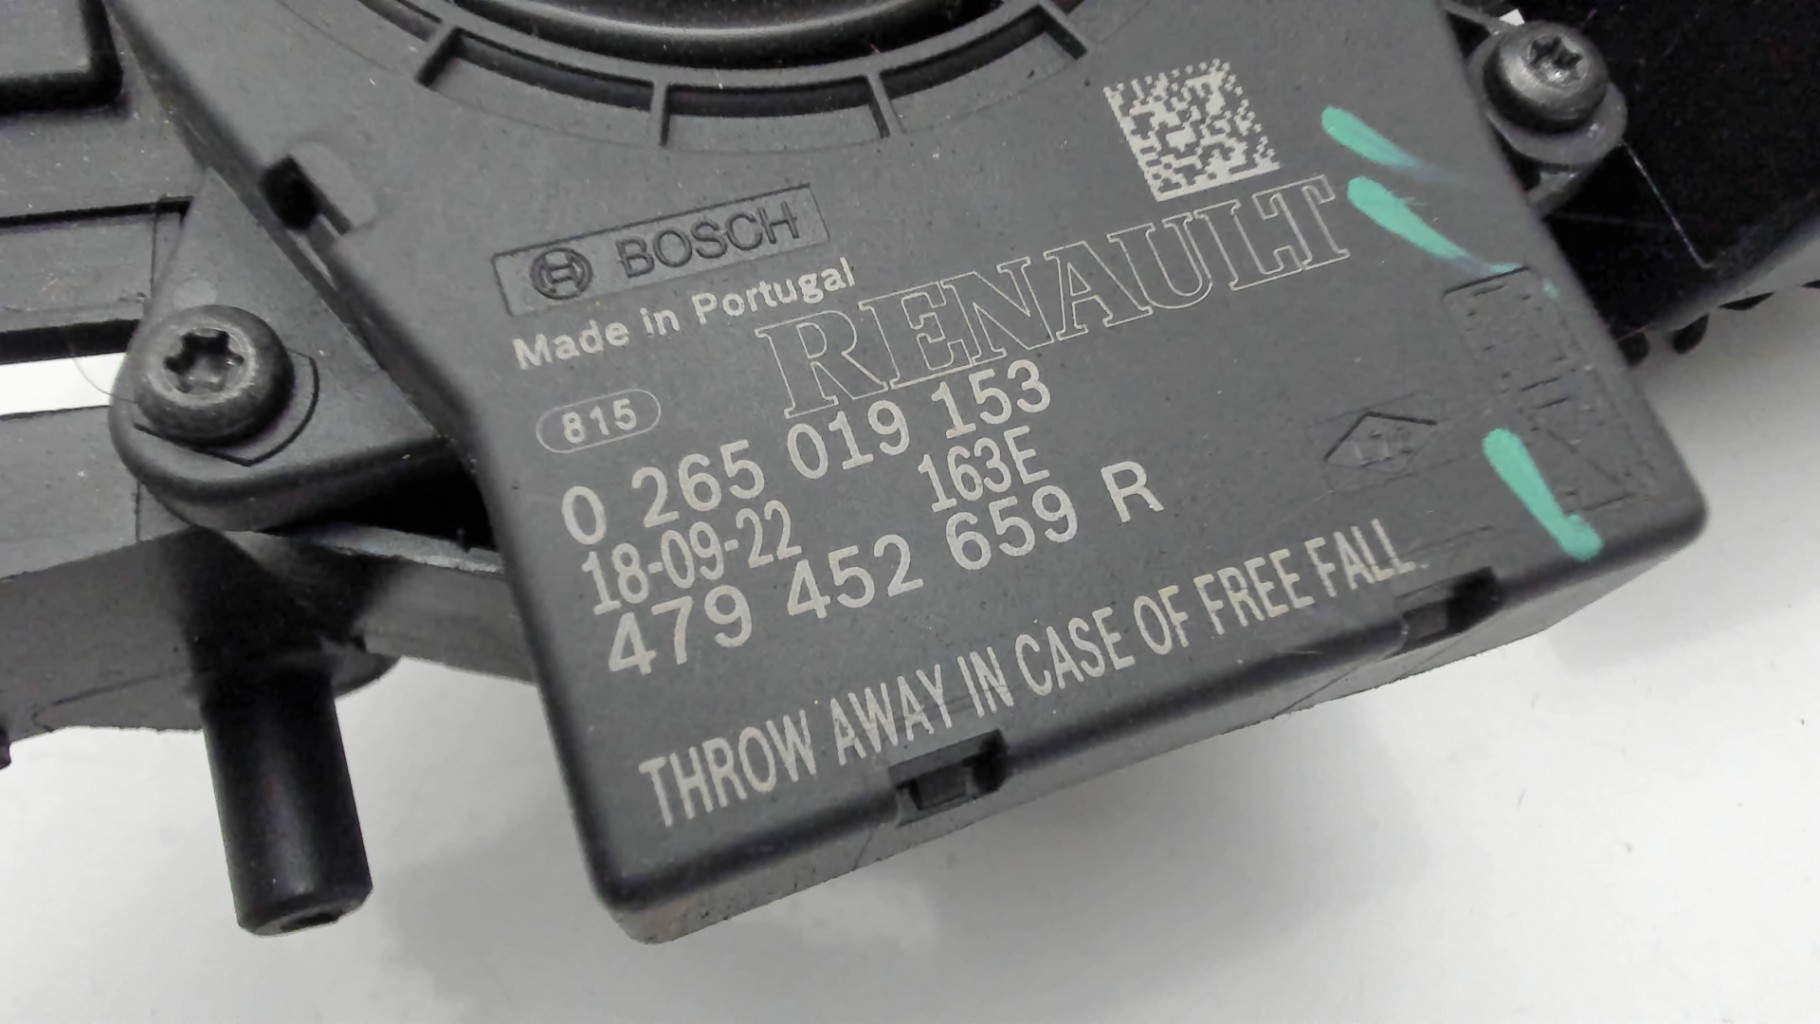 BOSCH
Made in Portugal
RENAULT
815
0 265 019 153
18-09-22 163E
479 452 659 R
THROW AWAY IN CASE OF FREE FALL.